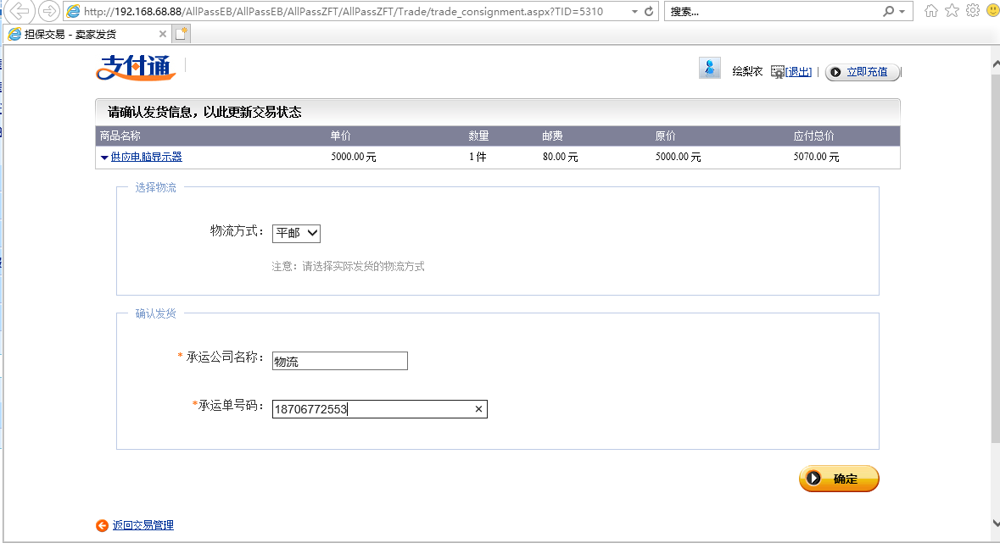 http://192.168.68.88/AllPassEB/AllPassEB/AllPassZFT/AllPassZFT/Trade/trade_consignment.aspx?TID=5310 搜索...
担保交易 - 卖家发货
支付通
绘梨衣 [退出] | 立即充值
请确认发货信息，以此更新交易状态
商品名称 单价 数量 邮费 原价 应付总价
供应电脑显示器 5000.00 元 1 件 80.00 元 5000.00 元 5070.00 元
选择物流
物流方式： 平邮
注意：请选择实际发货的物流方式
确认发货
* 承运公司名称： 物流
*承运单号码： 18706772553 ×
确定
返回交易管理